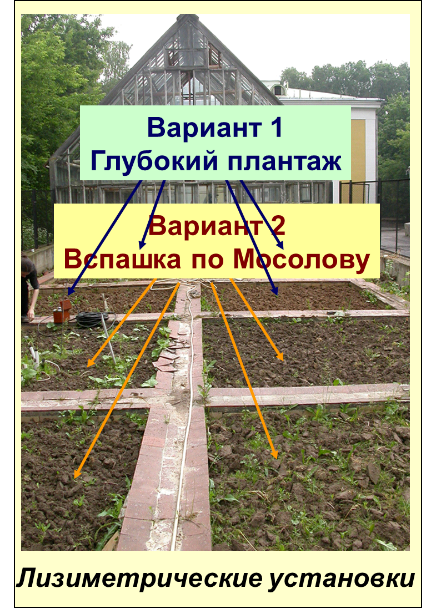 Вариант 1
Глубокий плантаж
Вариант 2
Вспашка по Мосолову
Лизиметрические установки